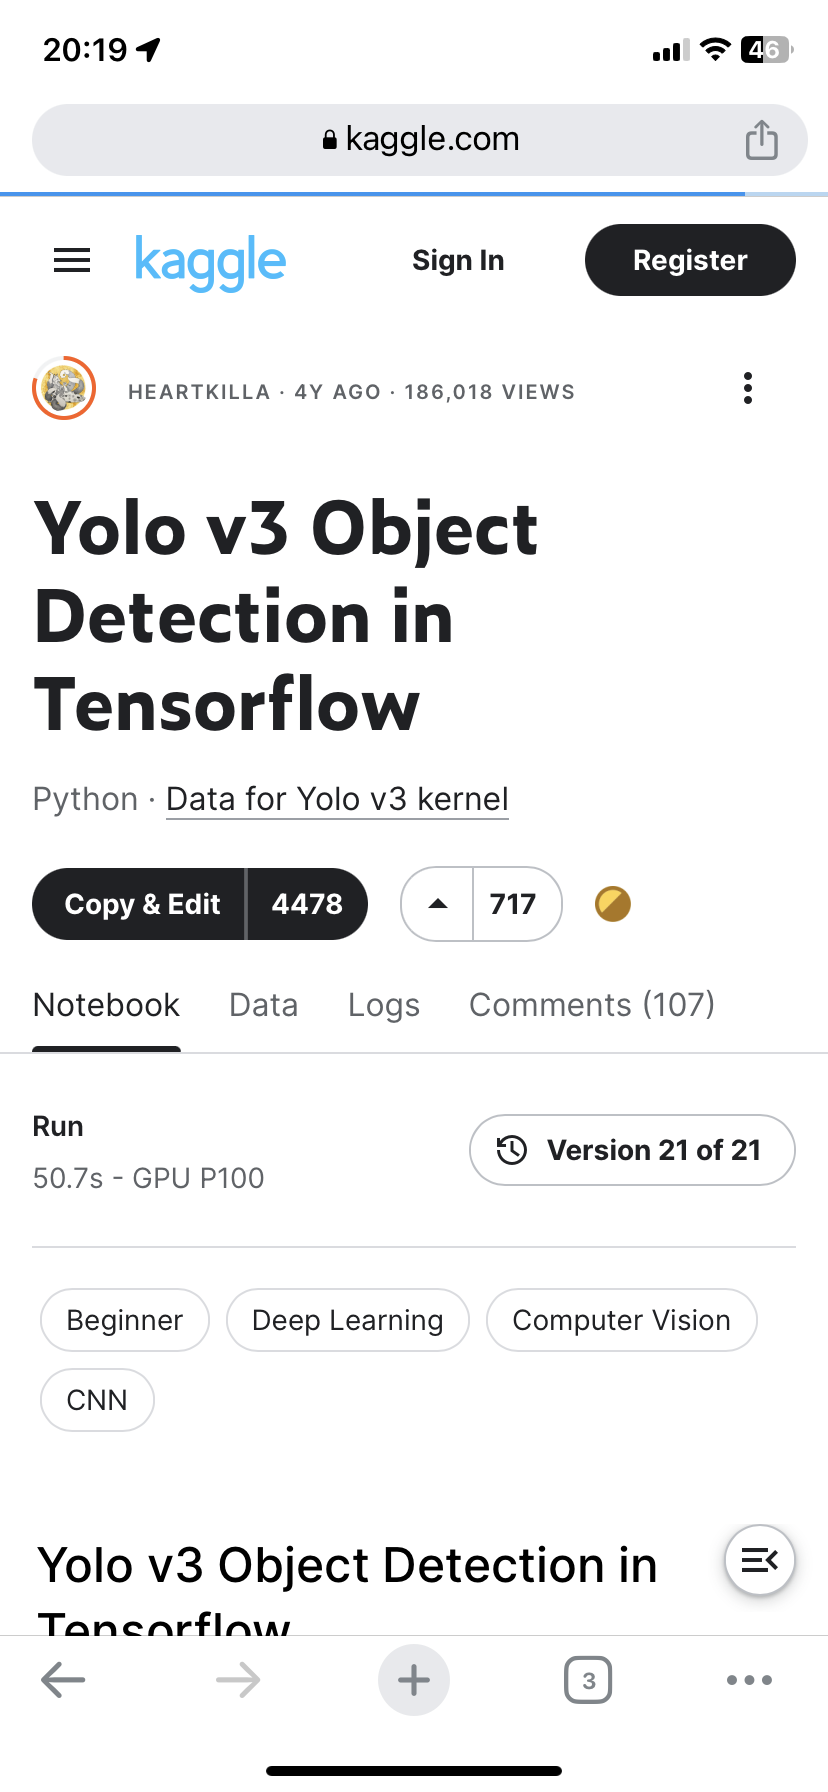 20:19
46
kaggle.com
kaggle
Sign In
Register
HEARTKILLA · 4Y AGO · 186,018 VIEWS
Yolo v3 Object
Detection in
Tensorflow
Python · Data for Yolo v3 kernel
Copy & Edit 4478
717
Notebook Data Logs Comments (107)
Run
50.7s - GPU P100
Version 21 of 21
Beginner Deep Learning Computer Vision
CNN
Yolo v3 Object Detection in
Tensorflow
3